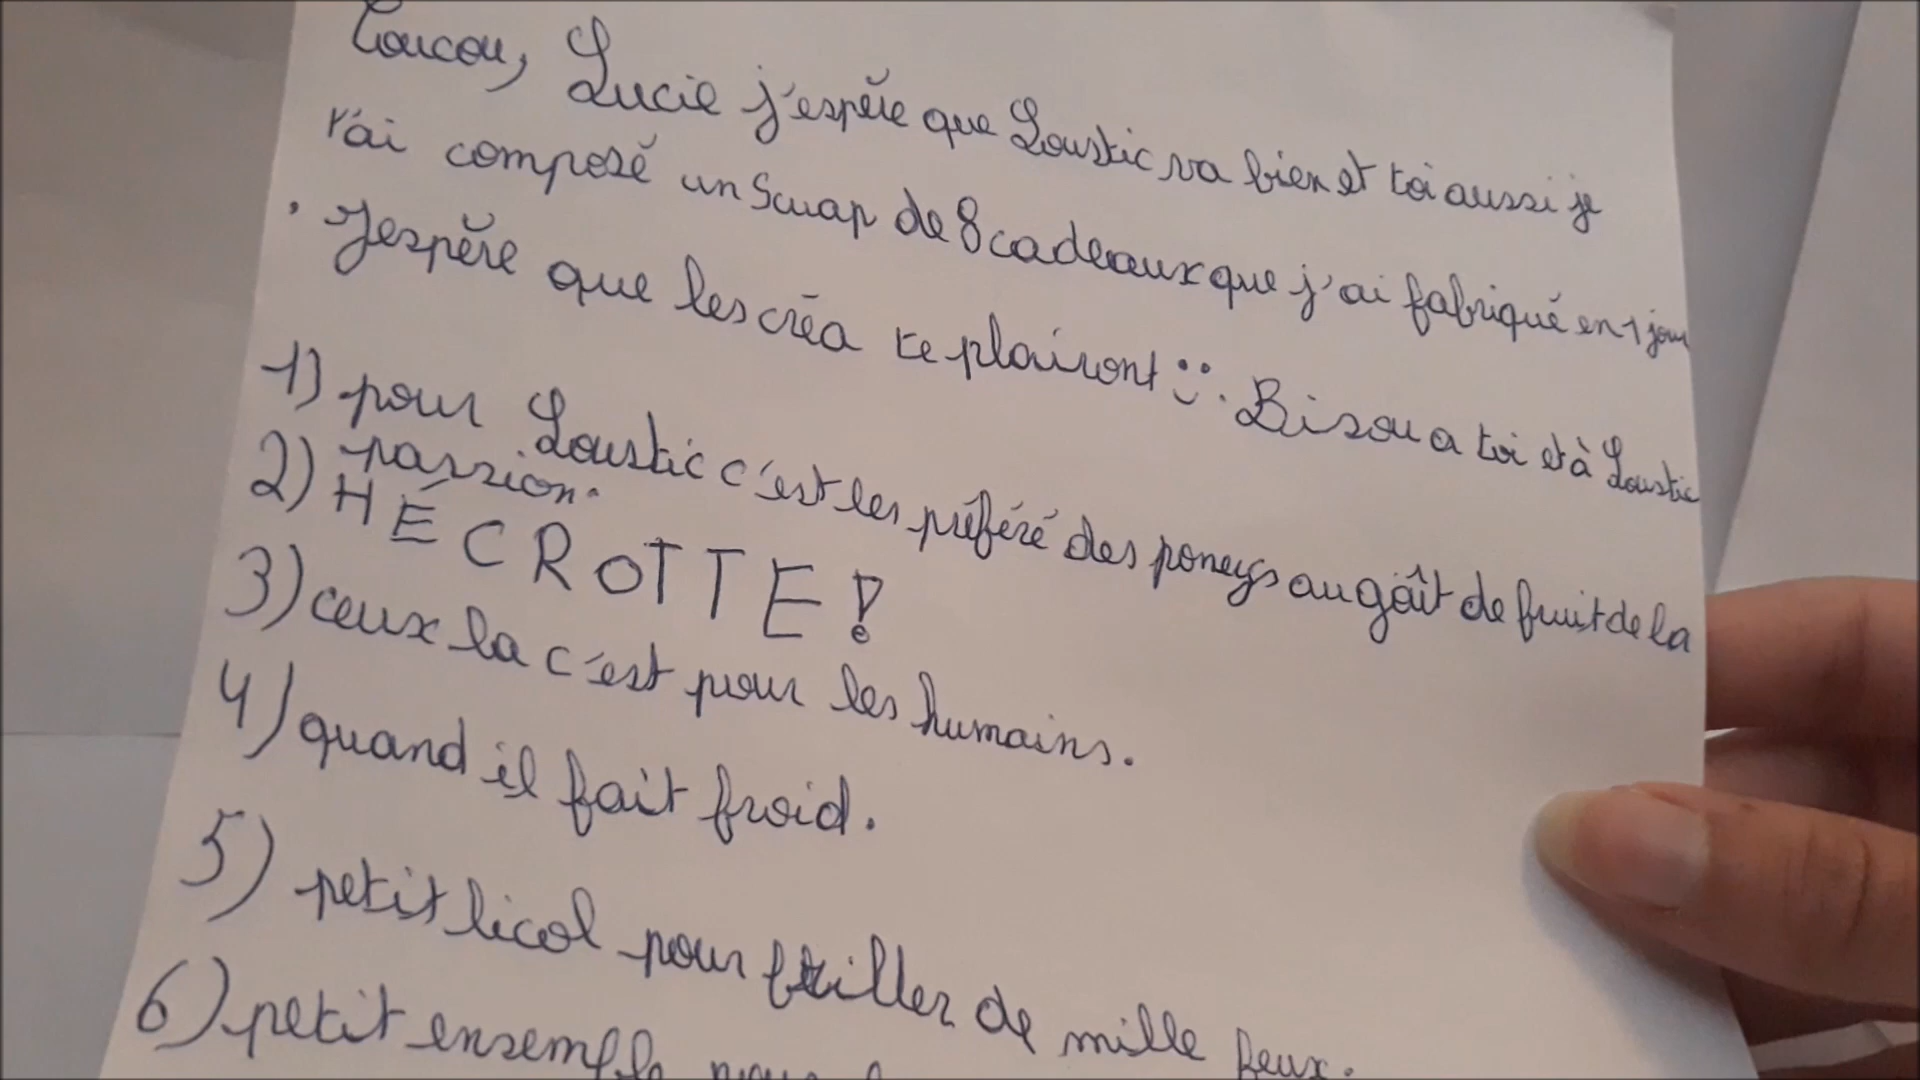 Coucou, Lucie j'espère que Loustic va bien et toi aussi je
t'ai composé un Swap de 8 cadeaux que j'ai fabriqué en 1 jour
. J'espère que les créa te plairont :). Bisou a toi et à Loustic
1) pour Loustic c'est les préféré des poneys au goût de fruit de la
passion.
2) HÉCROTTE!
3) ceux la c'est pour les humains.
4) quand il fait froid.
5) petit licol pour briller de mille feux.
6) petit ensemble